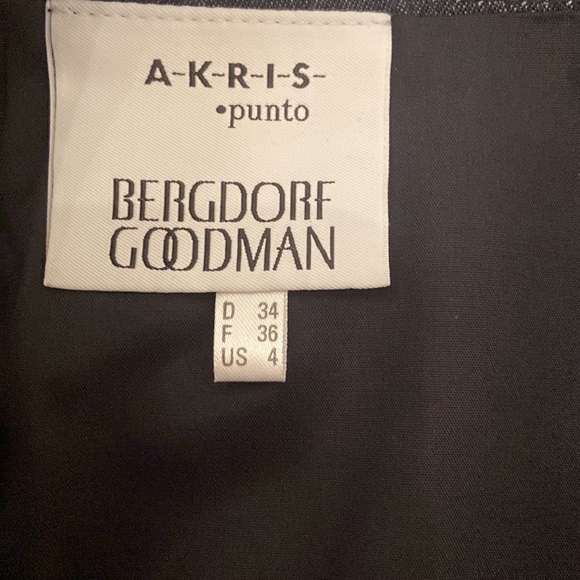 A-K-R-I-S-
•punto
BERGDORF
GOODMAN
D 34
F 36
US 4